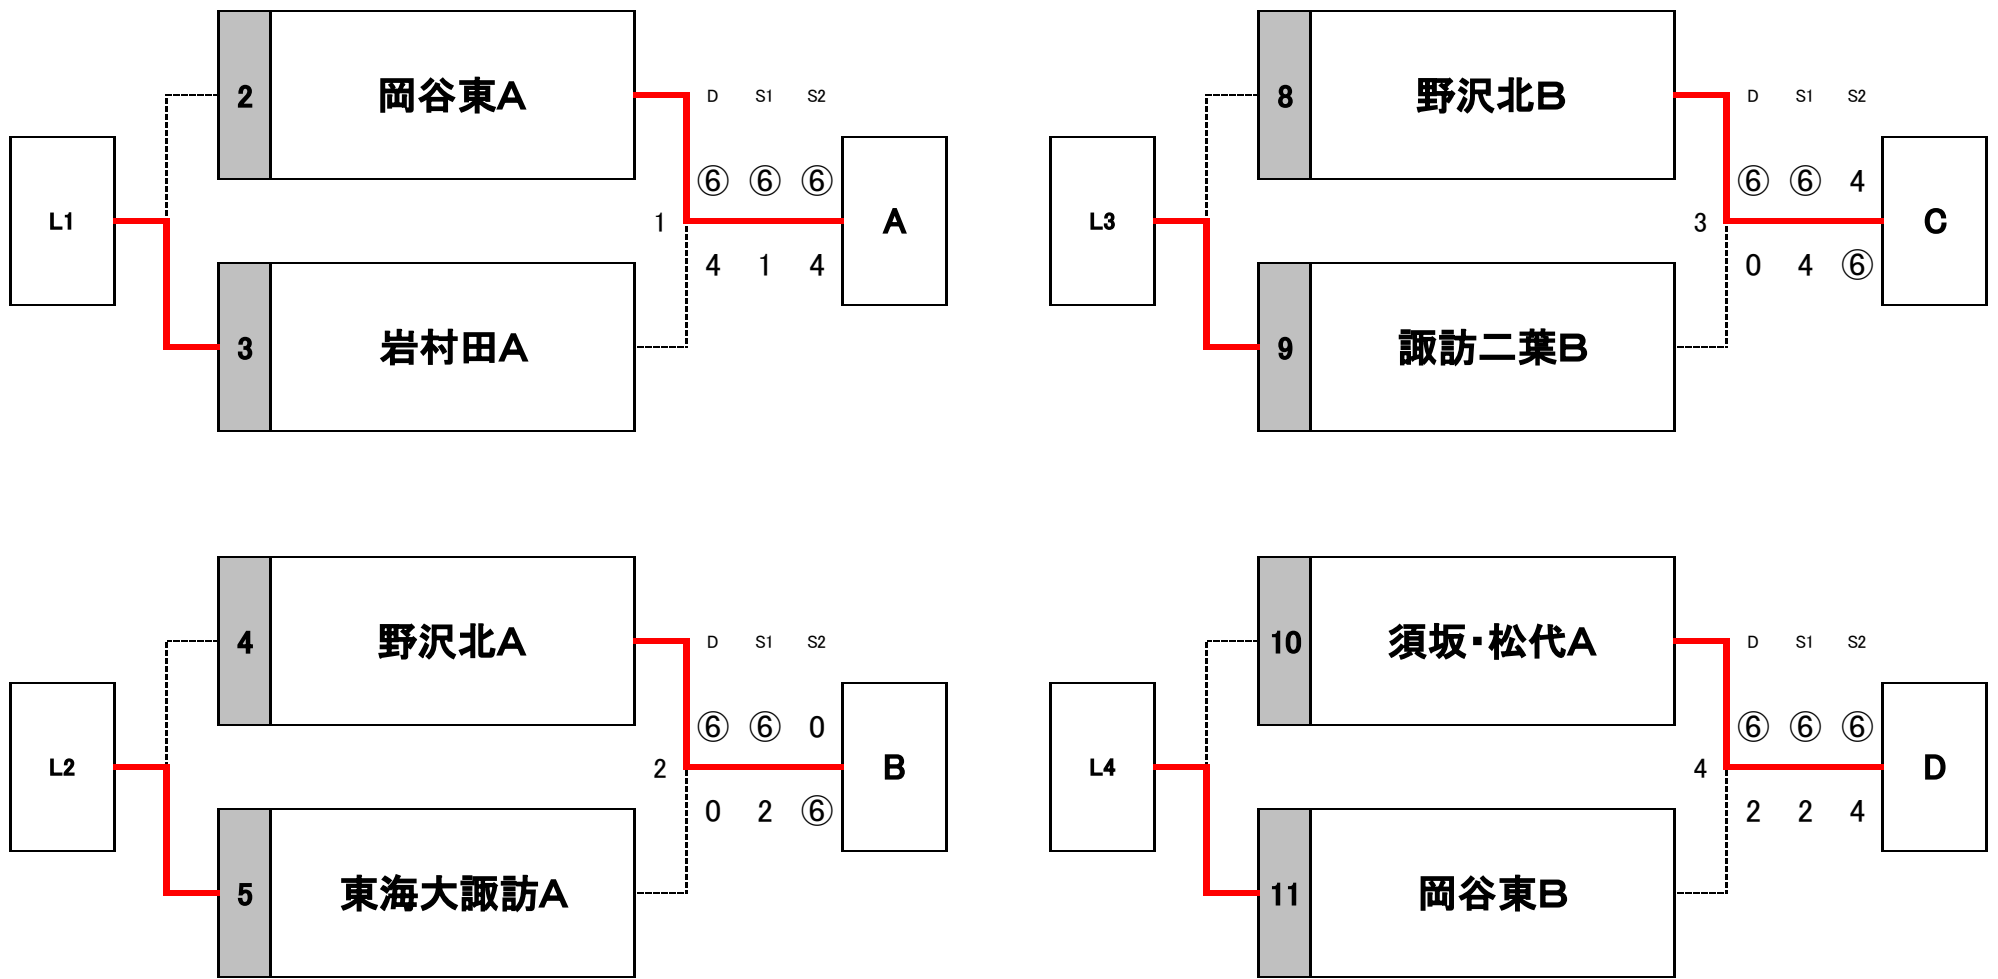 2 岡谷東A
D S1 S2
⑥ ⑥ ⑥
L1
1
A
4 1 4
3 岩村田A
8 野沢北B
D S1 S2
⑥ ⑥ 4
L3
3
C
0 4 ⑥
9 諏訪二葉B
4 野沢北A
D S1 S2
⑥ ⑥ 0
L2
2
B
0 2 ⑥
5 東海大諏訪A
10 須坂・松代A
D S1 S2
⑥ ⑥ ⑥
L4
4
D
2 2 4
11 岡谷東B